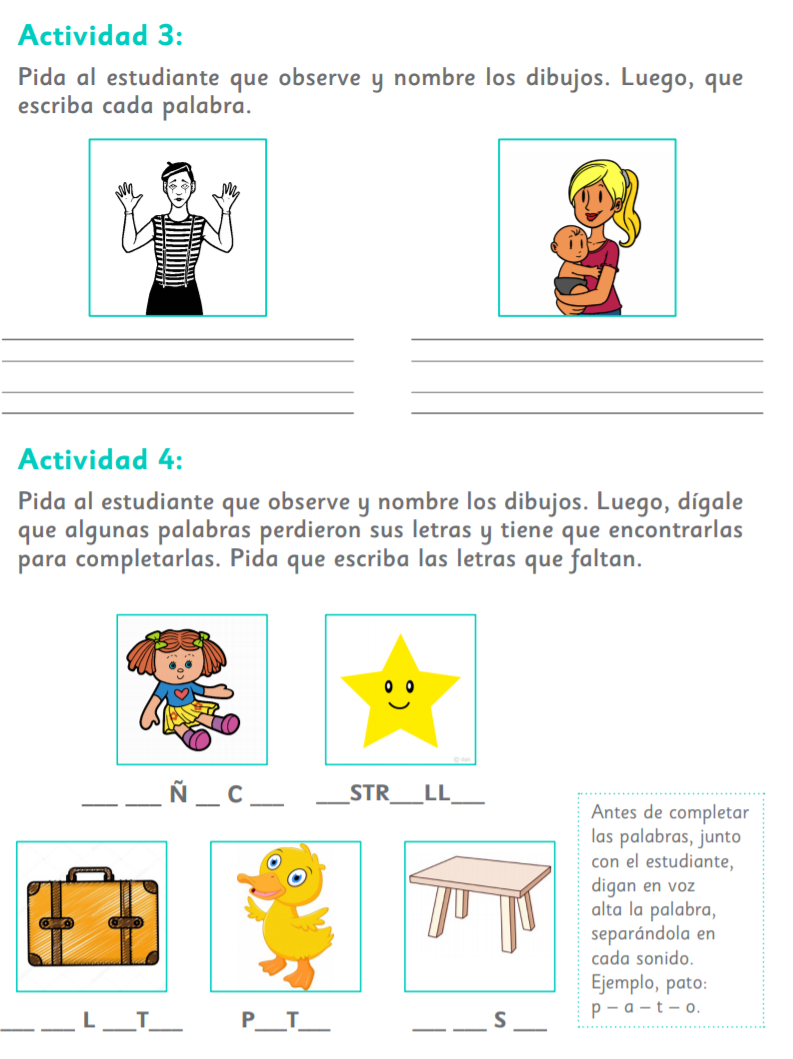 Actividad 3:
Pida al estudiante que observe y nombre los dibujos. Luego, que
escriba cada palabra.
Actividad 4:
Pida al estudiante que observe y nombre los dibujos. Luego, dígale
que algunas palabras perdieron sus letras y tiene que encontrarlas
para completarlas. Pida que escriba las letras que faltan.
___ ___ Ñ __ C ___
___STR___LL___
Antes de completar
las palabras, junto
con el estudiante,
digan en voz
alta la palabra,
separándola en
cada sonido.
Ejemplo, pato:
p – a – t – o.
___ ___ L ___T___
P___T___
___ ___ S ___